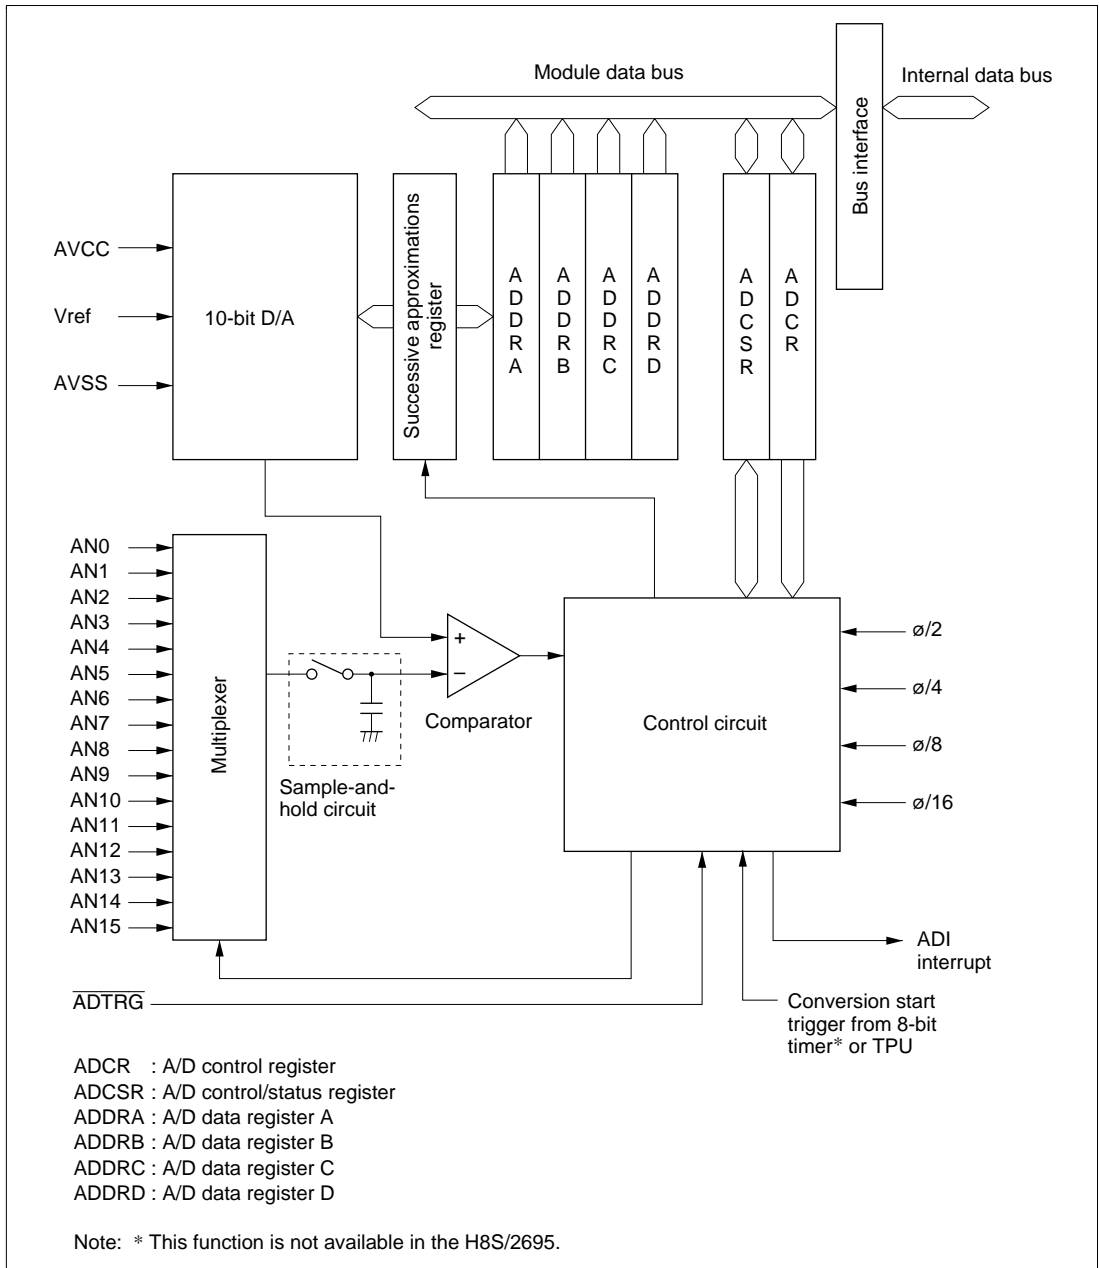 Module data bus
Internal data bus
Bus interface
AVCC
Vref
AVSS
10-bit D/A
Successive approximations
register
ADDRA
ADDRB
ADDRC
ADDRD
ADCSR
ADCR
AN0
AN1
AN2
AN3
AN4
AN5
AN6
AN7
AN8
AN9
AN10
AN11
AN12
AN13
AN14
AN15
Multiplexer
Sample-and-
hold circuit
+
−
Comparator
Control circuit
ø/2
ø/4
ø/8
ø/16
ADI
interrupt
ADTRG
Conversion start
trigger from 8-bit
timer* or TPU
ADCR : A/D control register
ADCSR : A/D control/status register
ADDRA : A/D data register A
ADDRB : A/D data register B
ADDRC : A/D data register C
ADDRD : A/D data register D
Note: * This function is not available in the H8S/2695.